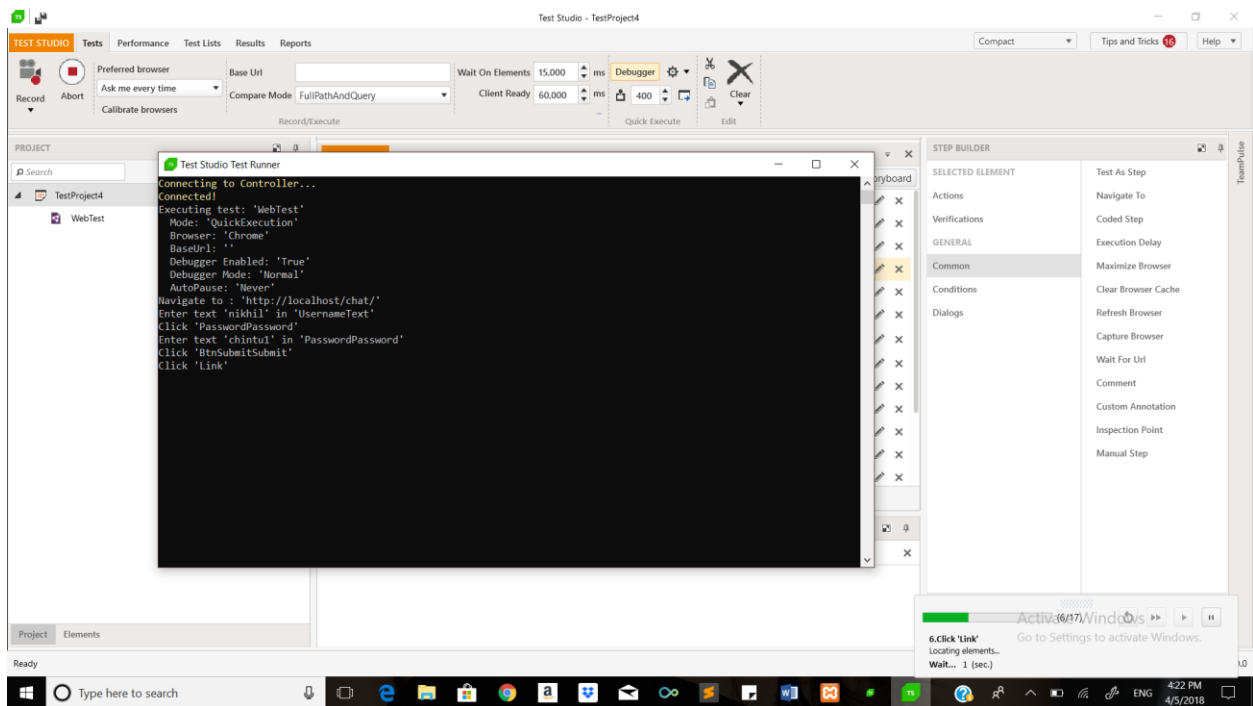 Test Studio - TestProject4
TEST STUDIO Tests Performance Test Lists Results Reports
Compact
Tips and Tricks 16
Help
Record
Abort
Preferred browser
Ask me every time
Calibrate browsers
Base Url
Compare Mode FullPathAndQuery
Record/Execute
Wait On Elements 15,000 ms
Client Ready 60,000 ms
Debugger
400
Quick Execute
Clear
Edit
PROJECT
Search
TestProject4
WebTest
Test Studio Test Runner
Connecting to Controller...
Connected!
Executing test: 'WebTest'
Mode: 'QuickExecution'
Browser: 'Chrome'
BaseUrl: ''
Debugger Enabled: 'True'
Debugger Mode: 'Normal'
AutoPause: 'Never'
Navigate to : 'http://localhost/chat/'
Enter text 'nikhil' in 'UsernameText'
Click 'PasswordPassword'
Enter text 'chintu1' in 'PasswordPassword'
Click 'BtnSubmitSubmit'
Click 'Link'
oryboard
STEP BUILDER
SELECTED ELEMENT
Actions
Verifications
GENERAL
Common
Conditions
Dialogs
Test As Step
Navigate To
Coded Step
Execution Delay
Maximize Browser
Clear Browser Cache
Refresh Browser
Capture Browser
Wait For Url
Comment
Custom Annotation
Inspection Point
Manual Step
TeamPulse
(6/17)
Activate Windows
Go to Settings to activate Windows.
6.Click 'Link'
Locating elements...
Wait... 1 (sec.)
Project Elements
Ready
Type here to search
ENG
4:22 PM
4/5/2018